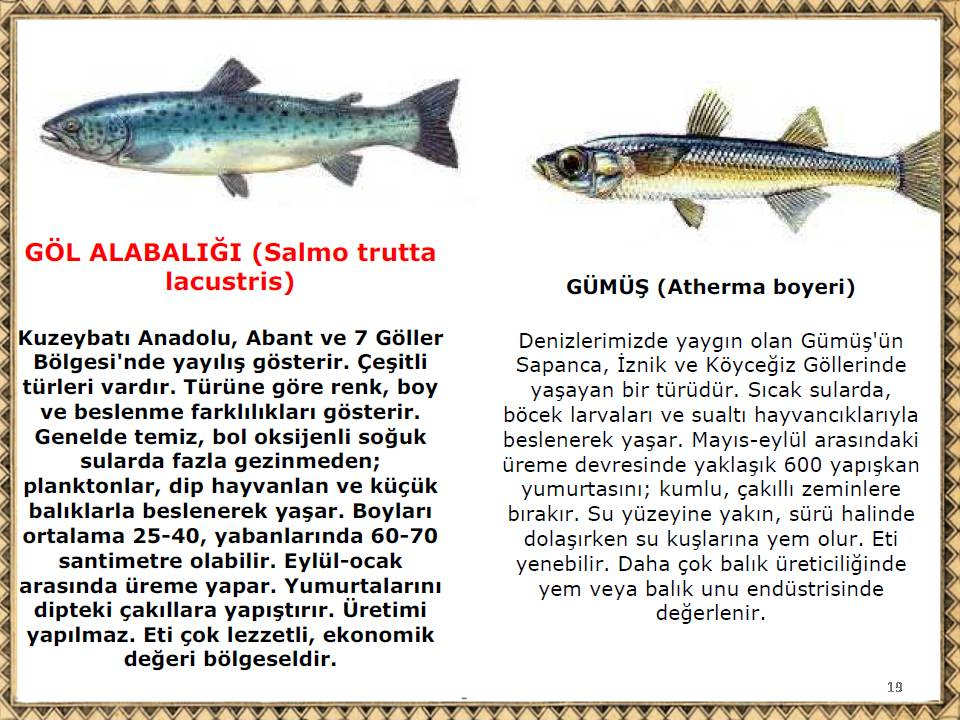 GÖL ALABALIĞI (Salmo trutta
lacustris)
Kuzeybatı Anadolu, Abant ve 7 Göller
Bölgesi'nde yayılış gösterir. Çeşitli
türleri vardır. Türüne göre renk, boy
ve beslenme farklılıkları gösterir.
Genelde temiz, bol oksijenli soğuk
sularda fazla gezinmeden;
planktonlar, dip hayvanlan ve küçük
balıklarla beslenerek yaşar. Boyları
ortalama 25-40, yabanlarında 60-70
santimetre olabilir. Eylül-ocak
arasında üreme yapar. Yumurtalarını
dipteki çakıllara yapıştırır. Üretimi
yapılmaz. Eti çok lezzetli, ekonomik
değeri bölgeseldir.
GÜMÜŞ (Atherma boyeri)
Denizlerimizde yaygın olan Gümüş'ün
Sapanca, İznik ve Köyceğiz Göllerinde
yaşayan bir türüdür. Sıcak sularda,
böcek larvaları ve sualtı hayvancıklarıyla
beslenerek yaşar. Mayıs-eylül arasındaki
üreme devresinde yaklaşık 600 yapışkan
yumurtasını; kumlu, çakıllı zeminlere
bırakır. Su yüzeyine yakın, sürü halinde
dolaşırken su kuşlarına yem olur. Eti
yenebilir. Daha çok balık üreticiliğinde
yem veya balık unu endüstrisinde
değerlenir.
-